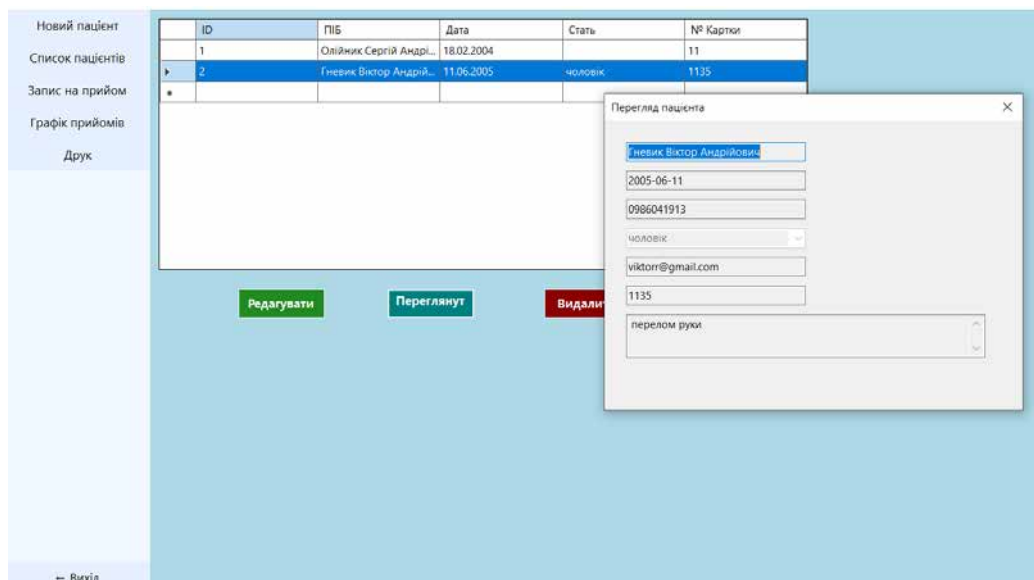 Новий пацієнт
Список пацієнтів
Запис на прийом
Графік прийомів
Друк
← Вихід
ID ПІБ Дата Стать № Картки
1 Олійник Сергій Андрі... 18.02.2004 11
2 Гневик Віктор Андрій... 11.06.2005 чоловік 1135
Редагувати Переглянут Видали
Перегляд пацієнта
Гневик Віктор Андрійович
2005-06-11
0986041913
чоловік
viktorr@gmail.com
1135
перелом руки